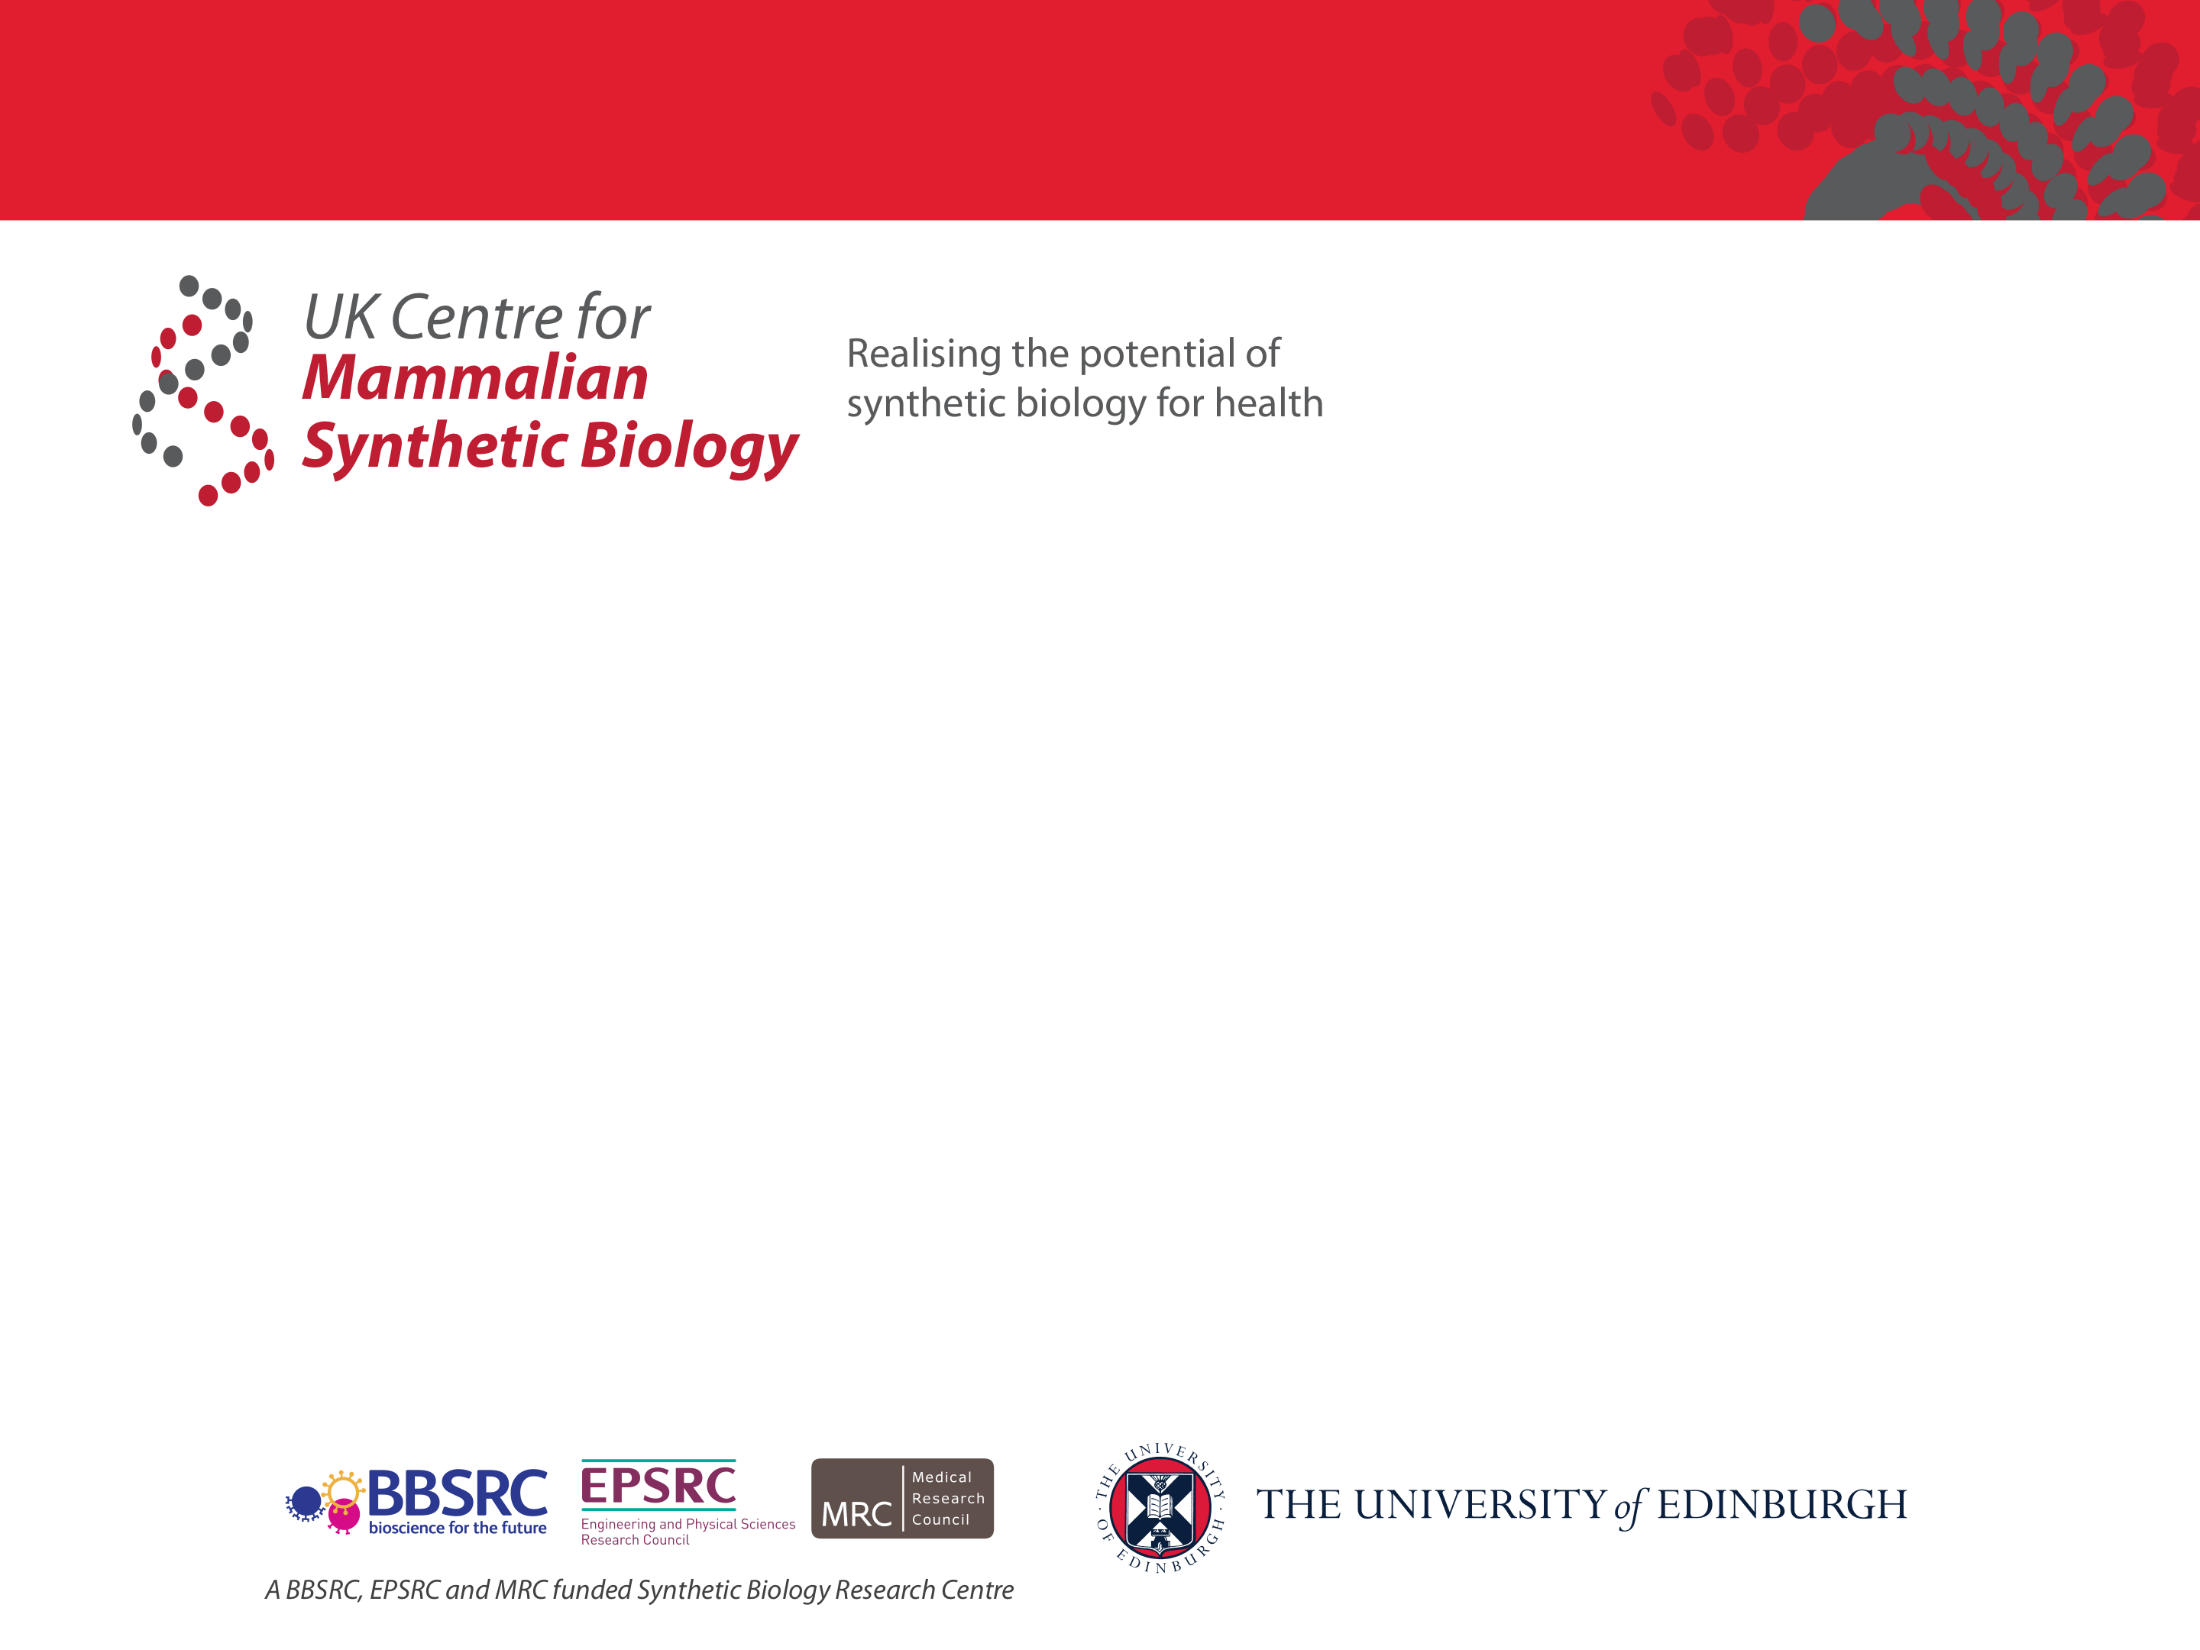 UK Centre for
Mammalian
Synthetic Biology
Realising the potential of
synthetic biology for health
BBSRC
bioscience for the future
EPSRC
Engineering and Physical Sciences
Research Council
MRC
Medical
Research
Council
THE UNIVERSITY OF EDINBURGH
THE UNIVERSITY of EDINBURGH
A BBSRC, EPSRC and MRC funded Synthetic Biology Research Centre